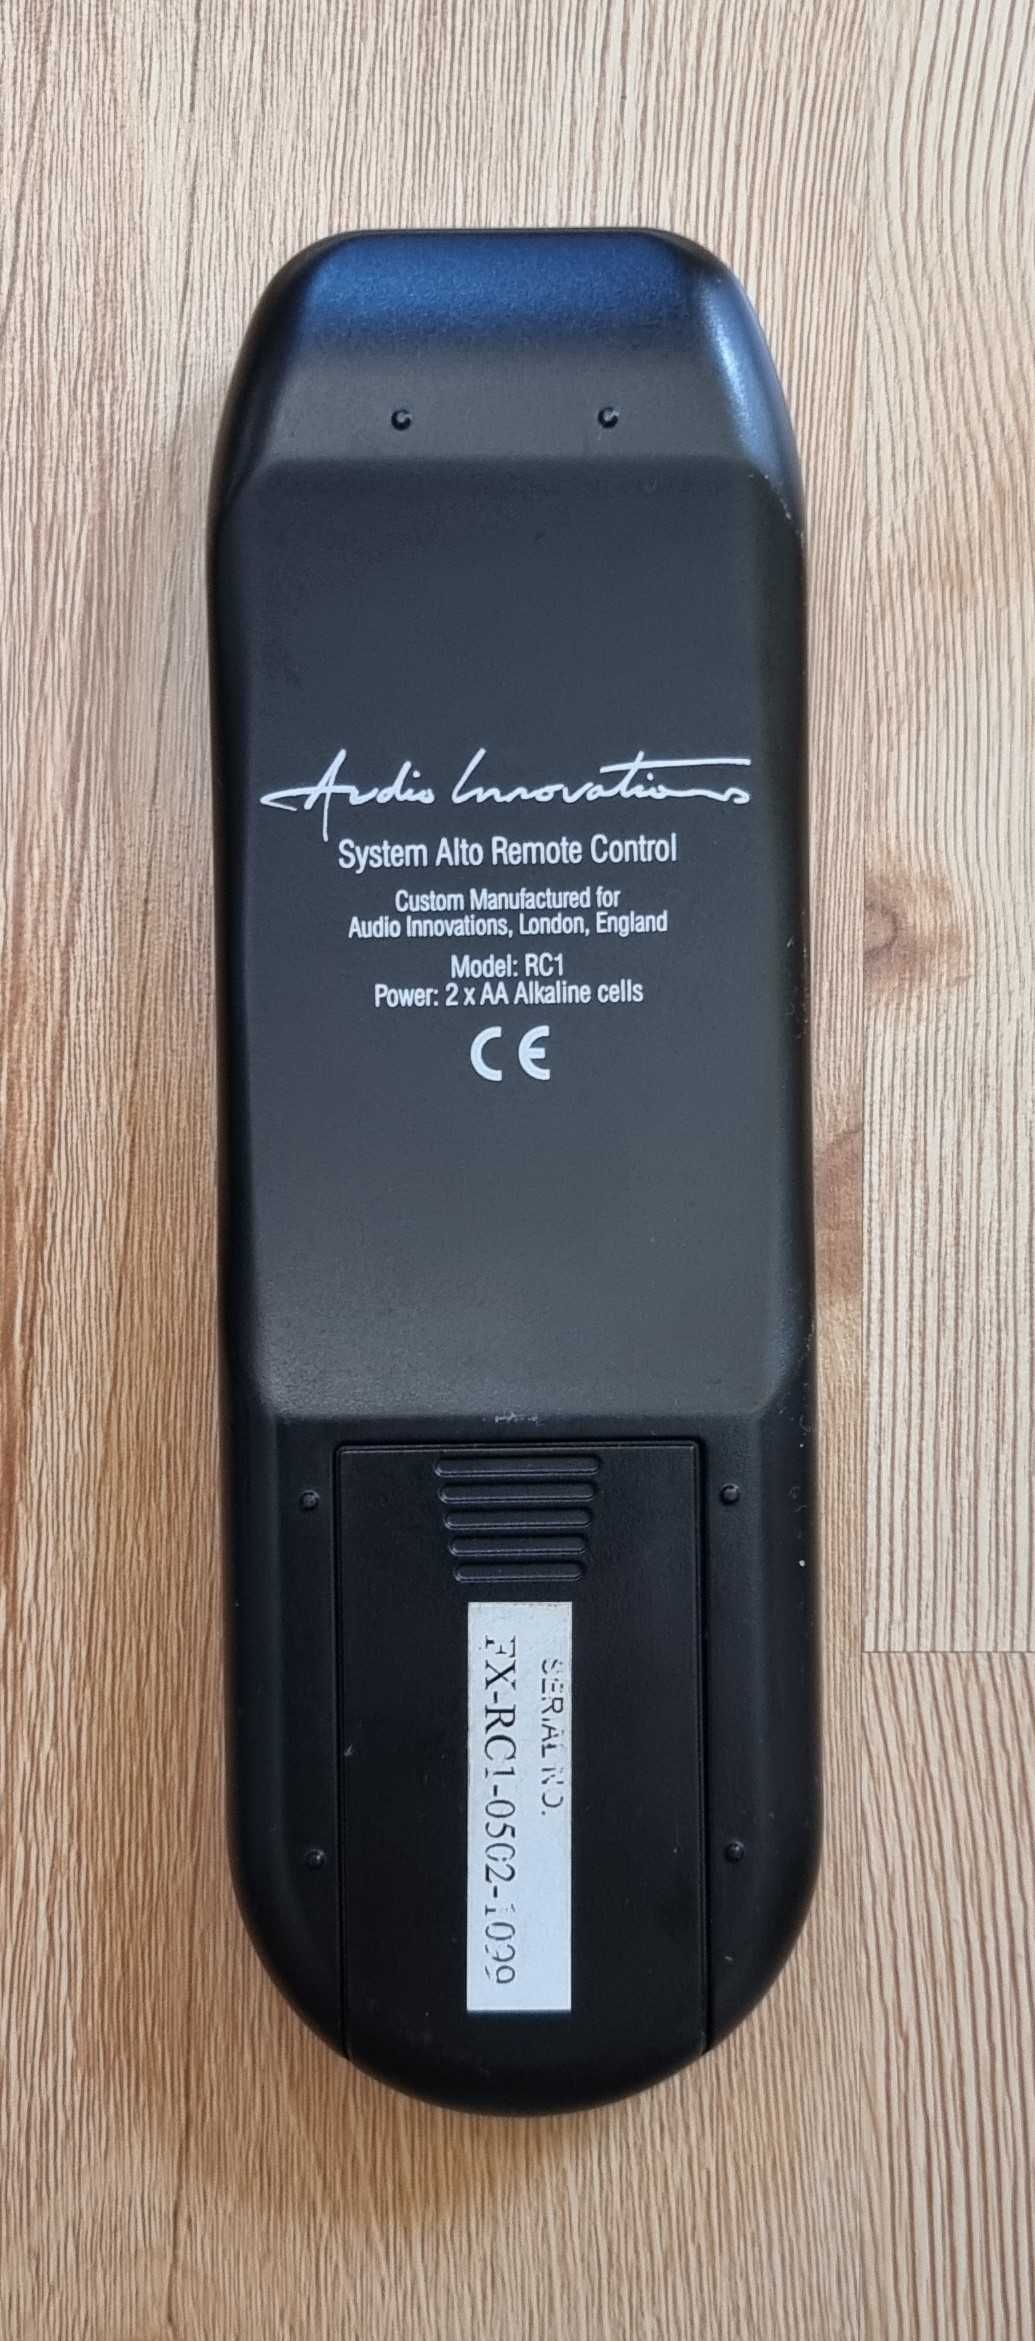 Audio Innovations
System Alto Remote Control
Custom Manufactured for
Audio Innovations, London, England
Model: RC1
Power: 2 x AA Alkaline cells
CE
SERIAL NO.
FX-RC1-0502-1099